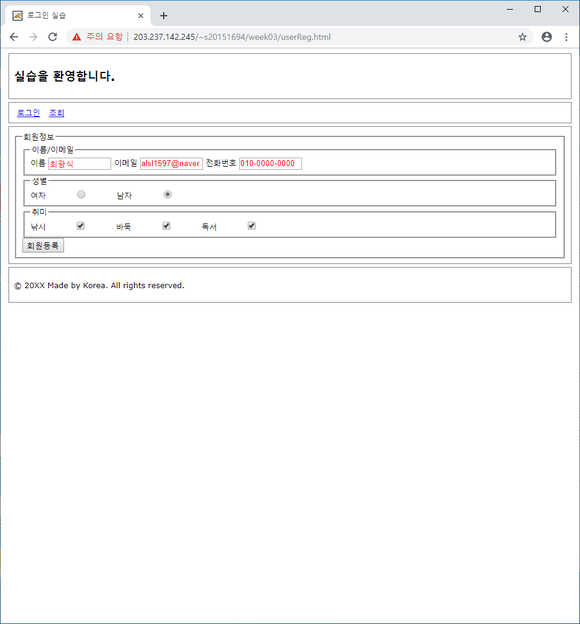 로그인 실습
주의 요함 | 203.237.142.245/~s20151694/week03/userReg.html
실습을 환영합니다.
로그인 조회
회원정보
이름/이메일
이름 최광식 이메일 alsl1597@naver. 전화번호 010-0000-0000
성별
여자 남자
취미
낚시 바둑 독서
회원등록
© 20XX Made by Korea. All rights reserved.